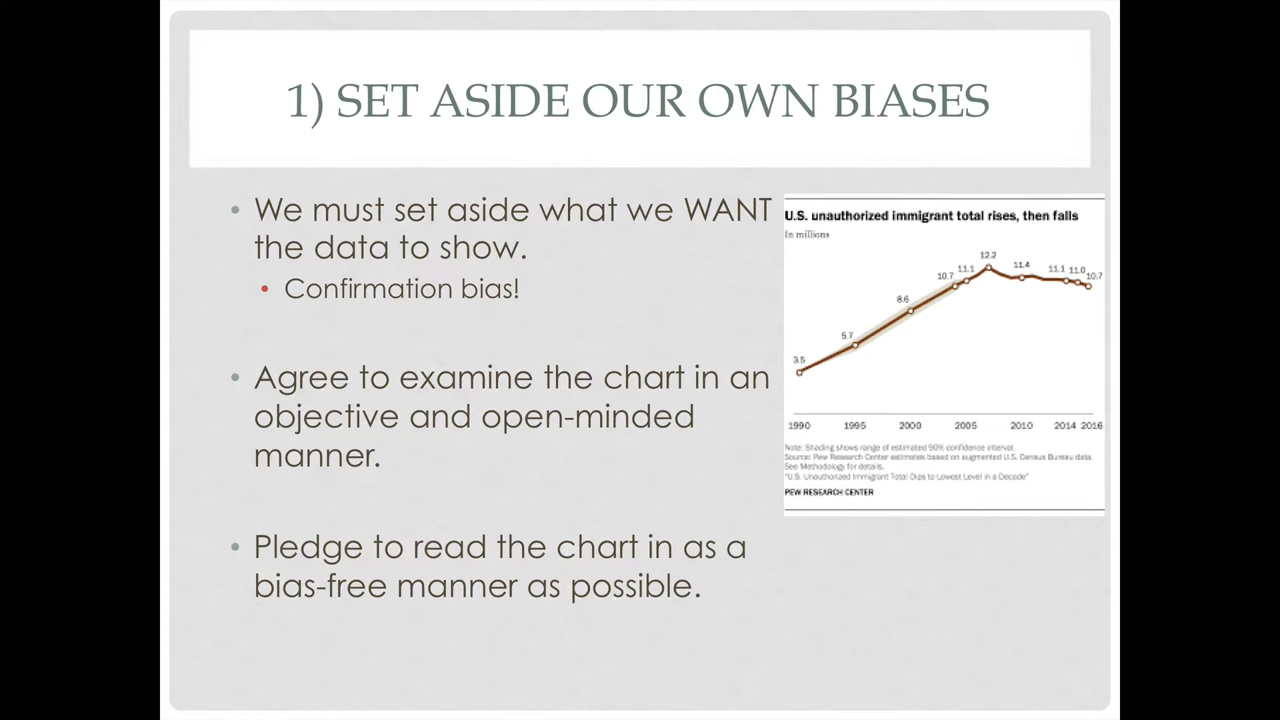 1) SET ASIDE OUR OWN BIASES
• We must set aside what we WANT
the data to show.
• Confirmation bias!
• Agree to examine the chart in an
objective and open-minded
manner.
• Pledge to read the chart in as a
bias-free manner as possible.
U.S. unauthorized immigrant total rises, then falls
In millions
3.5
5.7
8.6
10.7
11.1
12.2
11.4
11.1
11.0
10.7
1990 1995 2000 2005 2010 2014 2016
Note: Shading shows range of estimated 90% confidence interval.
Source: Pew Research Center estimates based on augmented U.S. Census Bureau data.
See Methodology for details.
"U.S. Unauthorized Immigrant Total Dips to Lowest Level in a Decade"
PEW RESEARCH CENTER